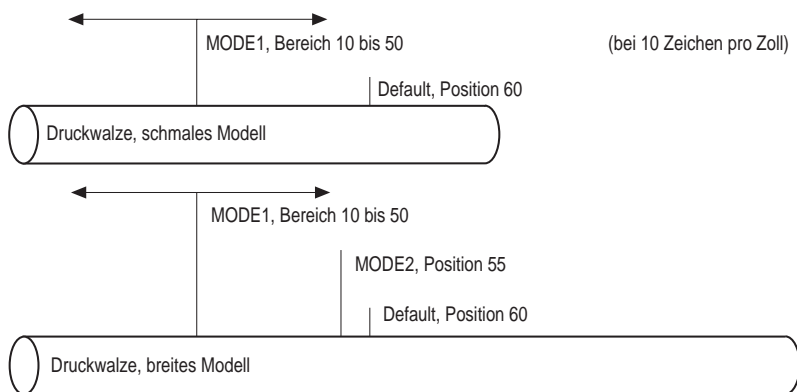 MODE1, Bereich 10 bis 50
(bei 10 Zeichen pro Zoll)
Default, Position 60
Druckwalze, schmales Modell
MODE1, Bereich 10 bis 50
MODE2, Position 55
Default, Position 60
Druckwalze, breites Modell